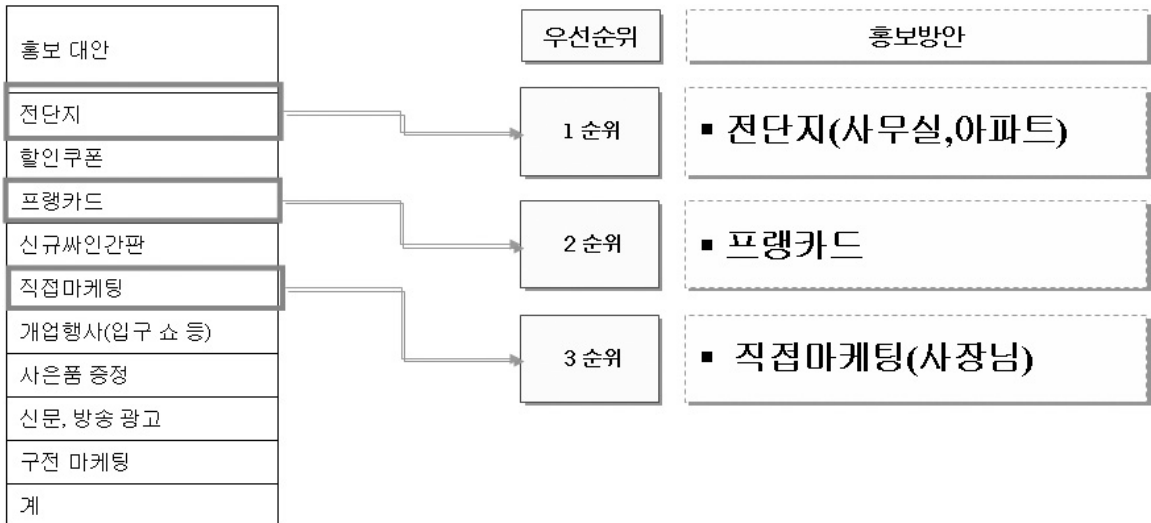 홍보 대안
전단지
할인쿠폰
프랭카드
신규싸인간판
직접마케팅
개업행사(입구 쇼 등)
사은품 증정
신문, 방송 광고
구전 마케팅
계
우선순위 홍보방안
1 순위 ▪ 전단지(사무실,아파트)
2 순위 ▪ 프랭카드
3 순위 ▪ 직접마케팅(사장님)